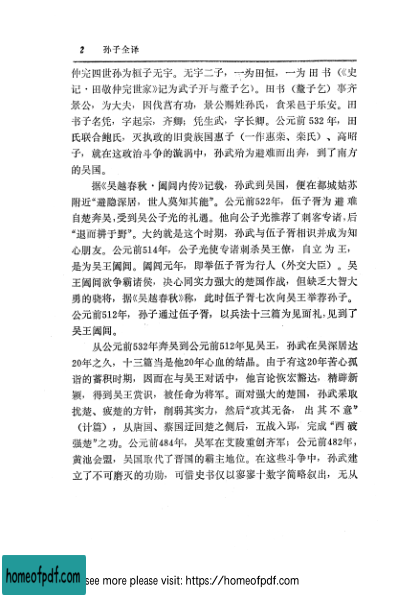 2 孙子全译
仲完四世孙为桓子无宇。无宇二子,一为田恒,一为田书(《史
记·田敬仲完世家》记为武子开与釐子乞)。田书(釐子乞)事齐
景公,为大夫,因伐莒有功,景公赐姓孙氏,食采邑于乐安。田
书子名凭,字起宗,齐卿;凭生武,字长卿。公元前532年,田
氏联合鲍氏,灭执政的旧贵族国惠子(一作惠栾、栾氏)、高昭
子,就在这政治斗争的漩涡中,孙武殆为避难而出奔,到了南方
的吴国。
据《吴越春秋·阖闾内传》记载,孙武到吴国,便在都城姑苏
附近“避隐深居,世人莫知其能”。公元前522年,伍子胥为避难
自楚奔吴,受到吴公子光的礼遇。他向公子光推荐了刺客专诸,后
“退而耕于野”。大约就是这个时期,孙武与伍子胥相识并成为知
心朋友。公元前514年,公子光使专诸刺杀吴王僚,自立为王,
是为吴王阖闾。阖闾元年,即举伍子胥为行人(外交大臣)。吴
王阖闾欲争霸诸侯,决心同实力强大的楚国作战,但缺乏大智大
勇的骁将,据《吴越春秋》称,此时伍子胥七次向吴王举荐孙子。
公元前512年,孙子通过伍子胥,以兵法十三篇为见面礼,见到了
吴王阖闾。
从公元前532年奔吴到公元前512年见吴王,孙武在吴深居达
20年之久,十三篇当是他20年心血的结晶。由于有这20年苦心孤
诣的蓄积时期,因而在与吴王对话中,他言论恢宏豁达,精辟新
颖,得到吴王赏识,被任命为将军。面对强大的楚国,孙武采取
扰楚、疲楚的方针,削弱其实力,然后“攻其无备,出其不意”
(计篇),从唐国、蔡国迂回楚之侧后,五战入郢,完成“西破
强楚”之功。公元前484年,吴军在艾陵重创齐军;公元前482年,
黄池会盟,吴国取代了晋国的霸主地位。在这些斗争中,孙武建
立了不可磨灭的功勋,可惜史书仅以寥寥十数字简略叙出,无从
homeofpdf.com
see more please visit: https://homeofpdf.com